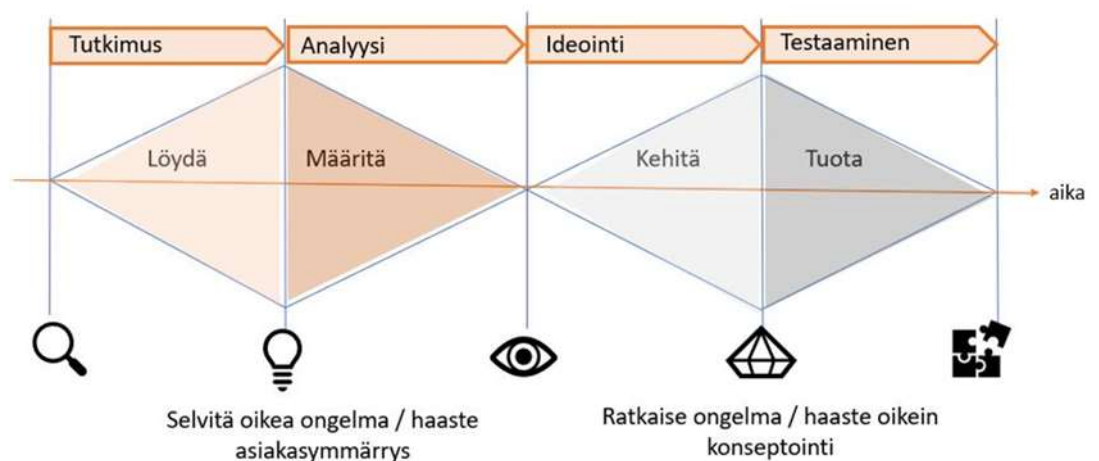 Tutkimus
Analyysi
Ideointi
Testaaminen
Löydä
Määritä
Kehitä
Tuota
aika
Selvitä oikea ongelma / haaste
asiakasymmärrys
Ratkaise ongelma / haaste oikein
konseptointi